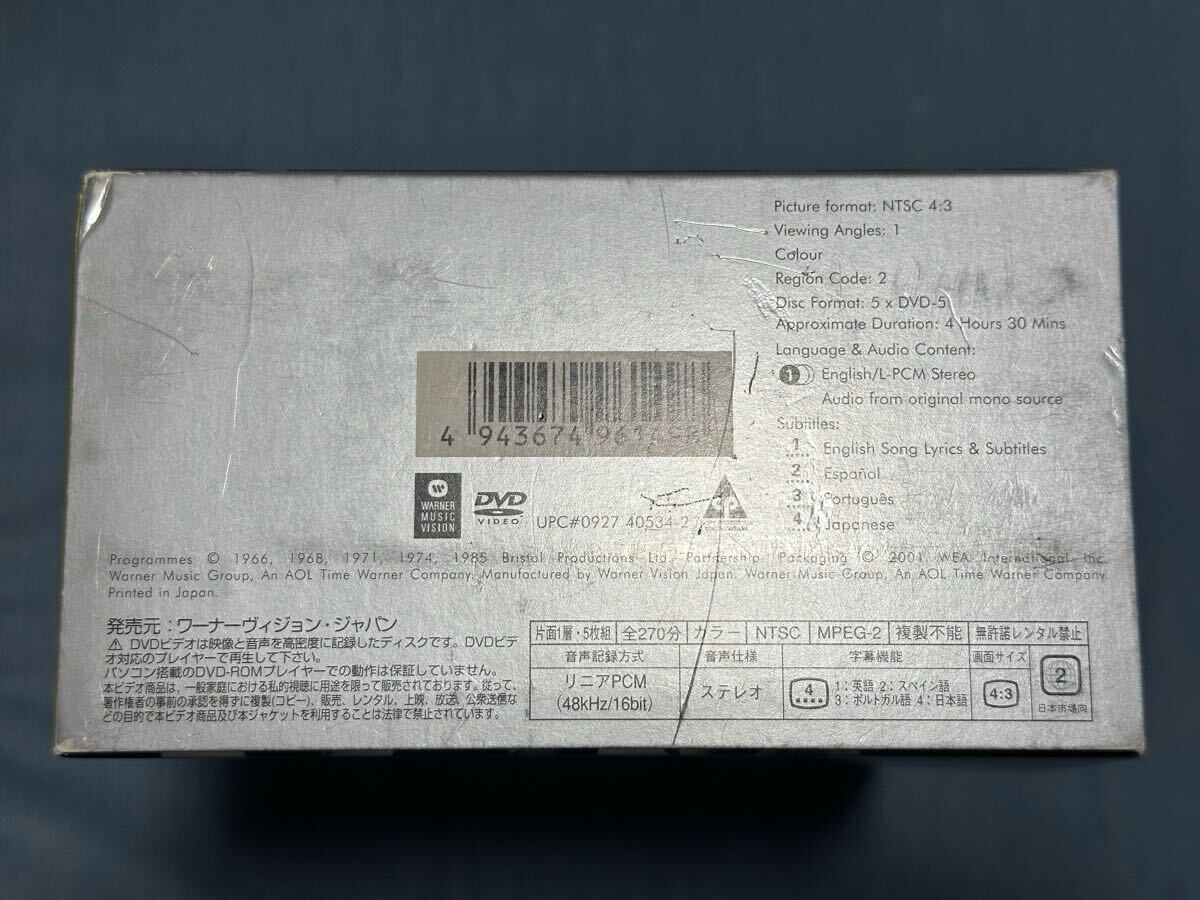 Picture format: NTSC 4:3
Viewing Angles: 1
Colour
Region Code: 2
Disc Format: 5 x DVD-5
Approximate Duration: 4 Hours 30 Mins
Language & Audio Content:
1 English/L-PCM Stereo
Audio from original mono source
Subtitles:
1 English Song Lyrics & Subtitles
2 Español
3 Português
4 Japanese
4 943674
WARNER MUSIC VISION
DVD VIDEO
UPC#0927 40534-2
Programmes © 1966, 1968, 1971, 1974, 1985 Bristol Productions Ltd. Partnership. Packaging © 2001 WEA International Inc.
Warner Music Group, An AOL Time Warner Company. Manufactured by Warner Vision Japan. Warner Music Group, An AOL Time Warner Company.
Printed in Japan.
発売元:ワーナーヴィジョン・ジャパン
⚠ DVDビデオは映像と音声を高密度に記録したディスクです。DVDビデ
オ対応のプレイヤーで再生して下さい。
パソコン搭載のDVD-ROMプレイヤーでの動作は保証していません。
本ビデオ商品は、一般家庭における私的視聴に用途を限って販売されております。従って、
著作権者の事前の承認を得ずに複製(コピー)、販売、レンタル、上映、放送、公衆送信な
どの目的で本ビデオ商品及び本ジャケットを利用することは法律で禁止されています。
片面1層・5枚組 全270分 カラー NTSC MPEG-2 複製不能 無許諾レンタル禁止
音声記録方式 音声仕様 字幕機能 画面サイズ
リニアPCM
(48kHz/16bit)
ステレオ
4
1:英語 2:スペイン語
3:ポルトガル語 4:日本語
4:3
2
日本市場向